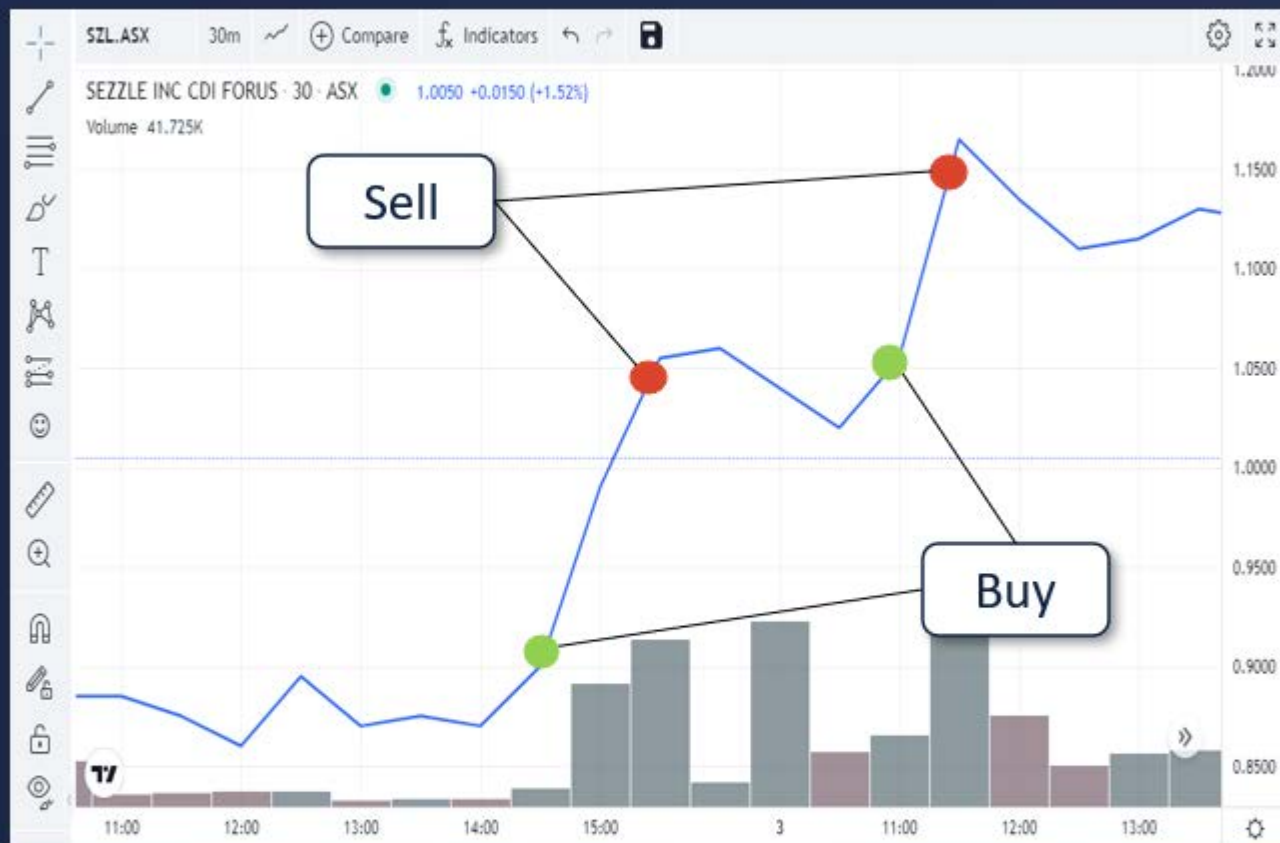 SZL.ASX 30m Compare fx Indicators
SEZZLE INC CDI FORUS · 30 · ASX 1.0050 +0.0150 (+1.52%)
Volume 41.725K
1.2000
Sell
1.1500
1.1000
1.0500
1.0000
0.9500
Buy
0.9000
0.8500
11:00 12:00 13:00 14:00 15:00 3 11:00 12:00 13:00